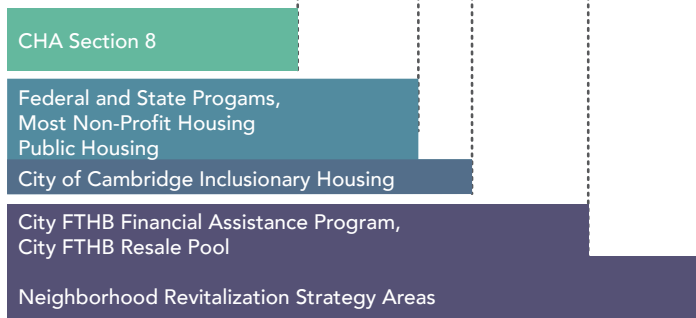 CHA Section 8
Federal and State Progams,
Most Non-Profit Housing
Public Housing
City of Cambridge Inclusionary Housing
City FTHB Financial Assistance Program,
City FTHB Resale Pool
Neighborhood Revitalization Strategy Areas